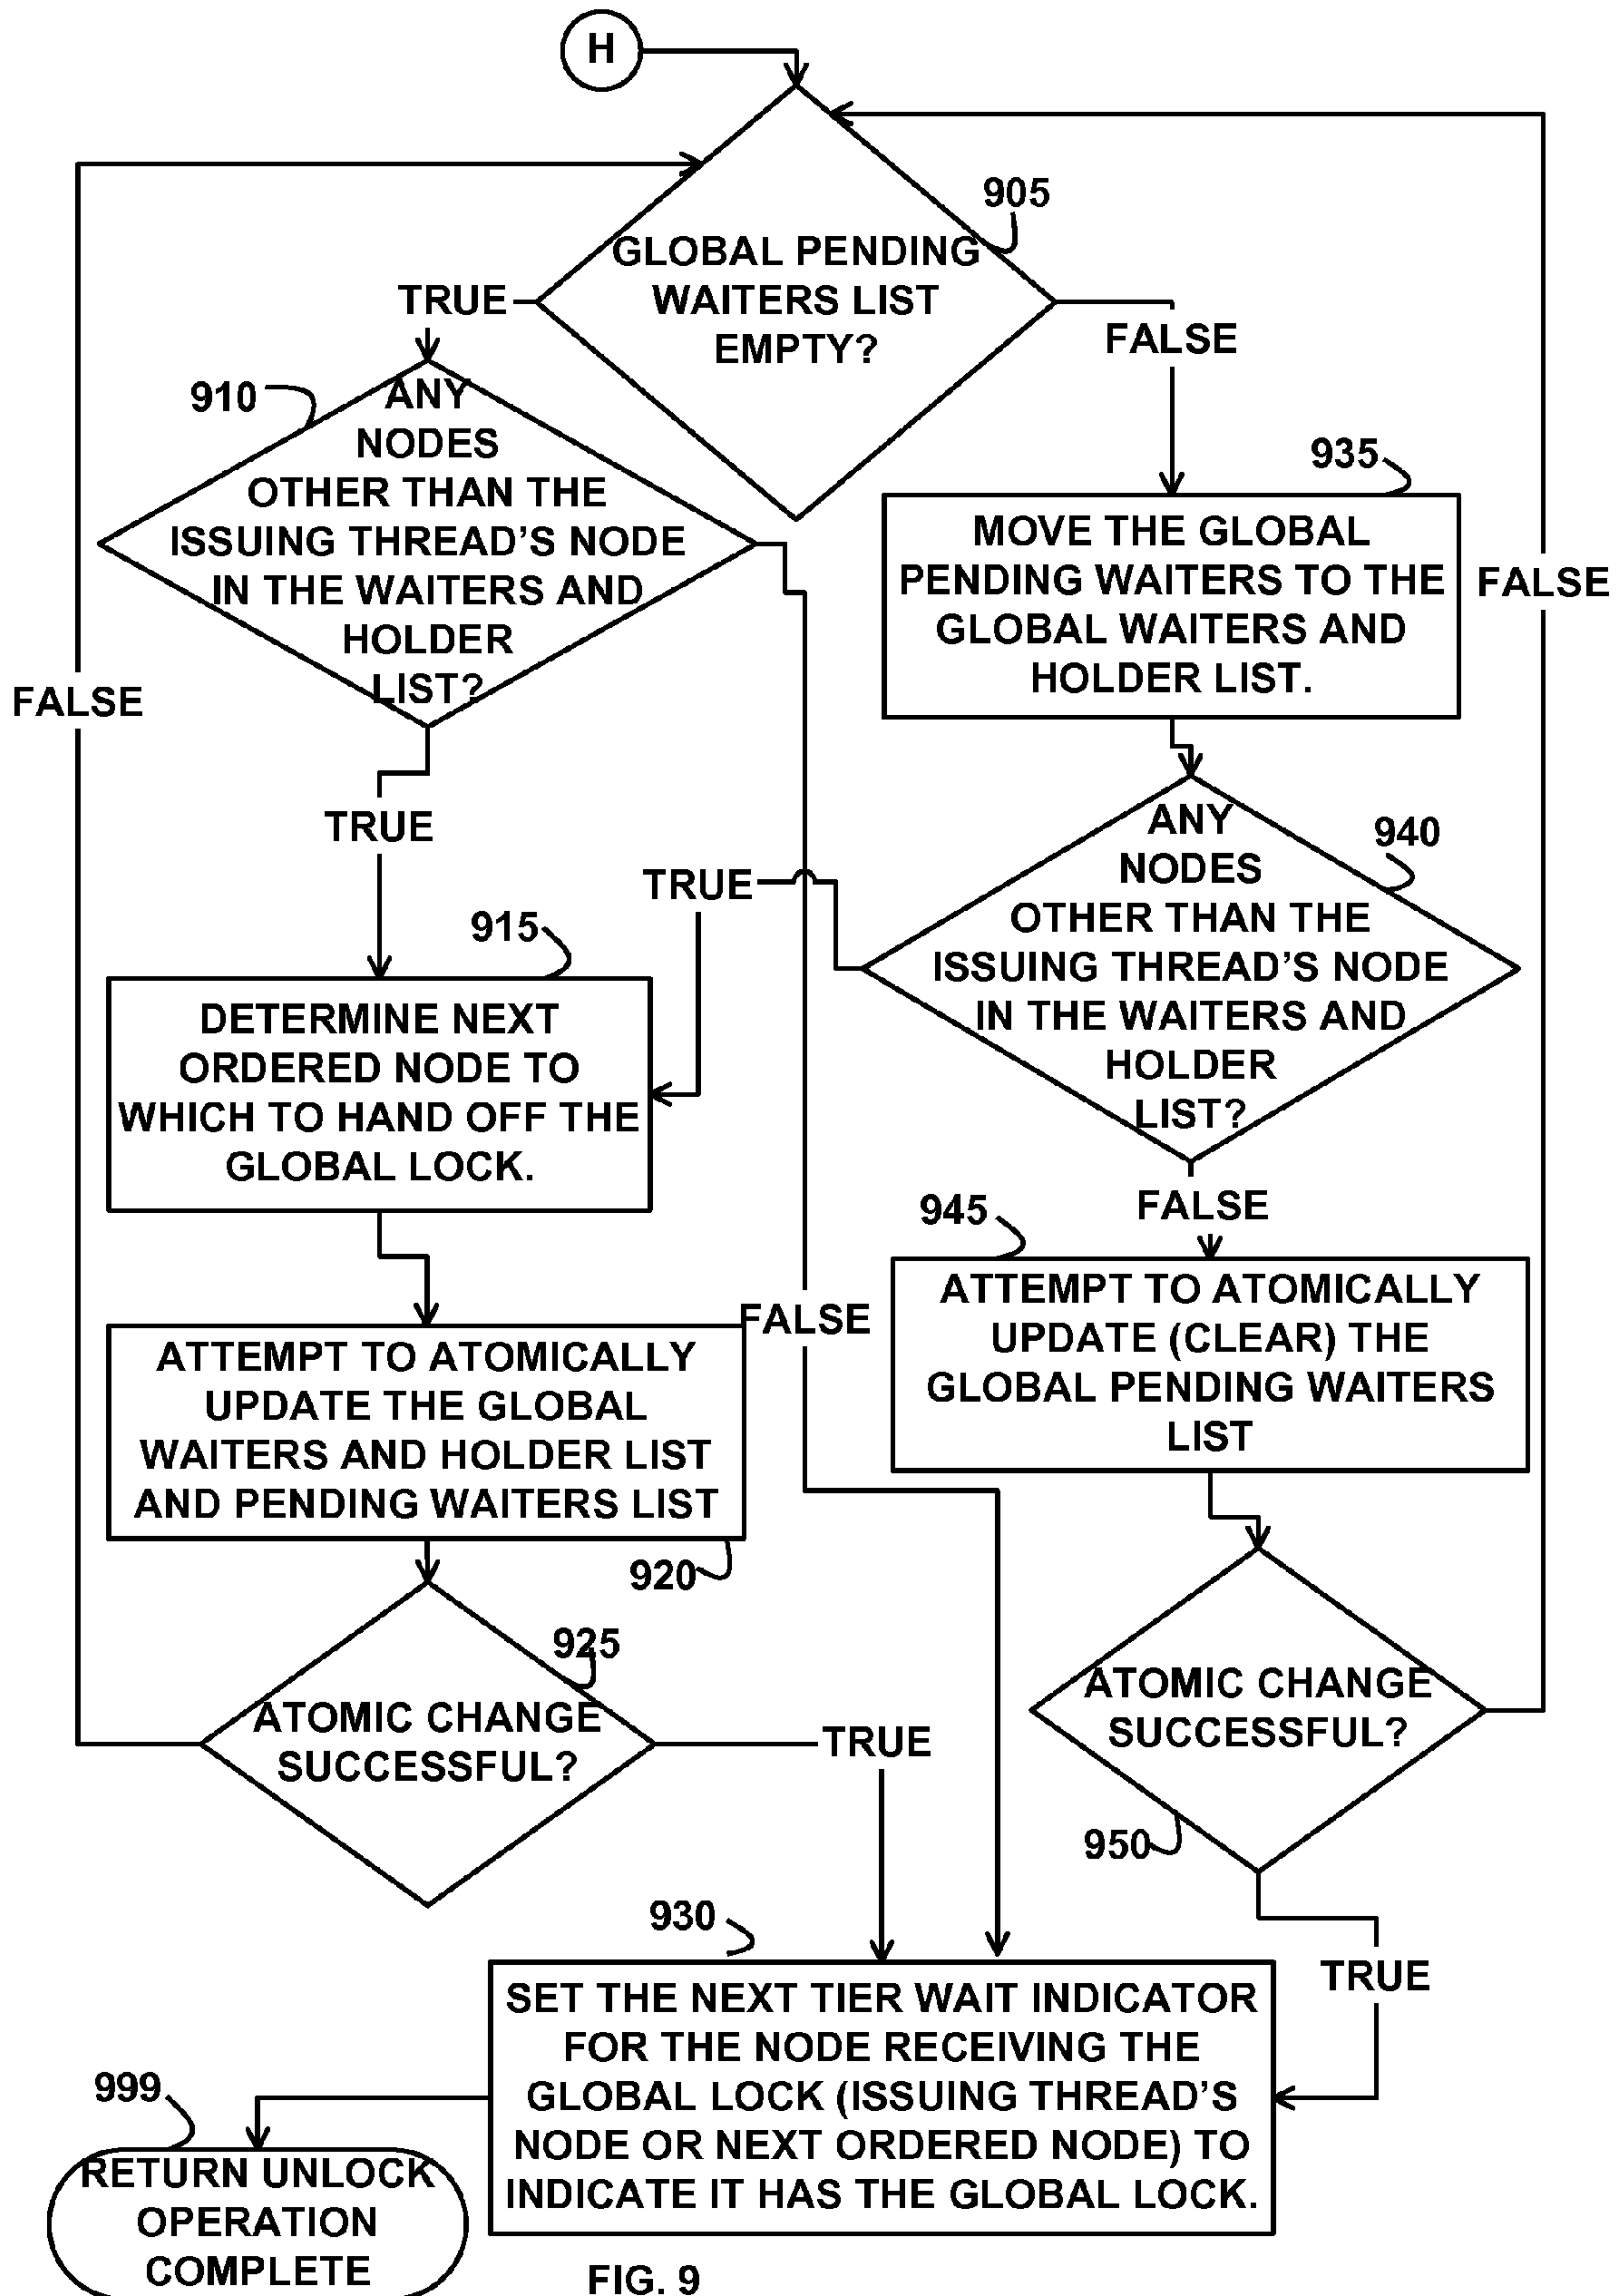 H
905
GLOBAL PENDING
WAITERS LIST
EMPTY?
TRUE
FALSE
910
ANY
NODES
OTHER THAN THE
ISSUING THREAD'S NODE
IN THE WAITERS AND
HOLDER
LIST?
935
MOVE THE GLOBAL
PENDING WAITERS TO THE
GLOBAL WAITERS AND
HOLDER LIST.
FALSE
FALSE
TRUE
940
ANY
NODES
OTHER THAN THE
ISSUING THREAD'S NODE
IN THE WAITERS AND
HOLDER
LIST?
TRUE
915
DETERMINE NEXT
ORDERED NODE TO
WHICH TO HAND OFF THE
GLOBAL LOCK.
FALSE
945
ATTEMPT TO ATOMICALLY
UPDATE (CLEAR) THE
GLOBAL PENDING WAITERS
LIST
FALSE
ATTEMPT TO ATOMICALLY
UPDATE THE GLOBAL
WAITERS AND HOLDER LIST
AND PENDING WAITERS LIST
920
925
ATOMIC CHANGE
SUCCESSFUL?
TRUE
ATOMIC CHANGE
SUCCESSFUL?
950
TRUE
930
SET THE NEXT TIER WAIT INDICATOR
FOR THE NODE RECEIVING THE
GLOBAL LOCK (ISSUING THREAD'S
NODE OR NEXT ORDERED NODE) TO
INDICATE IT HAS THE GLOBAL LOCK.
999
RETURN UNLOCK
OPERATION
COMPLETE
FIG. 9